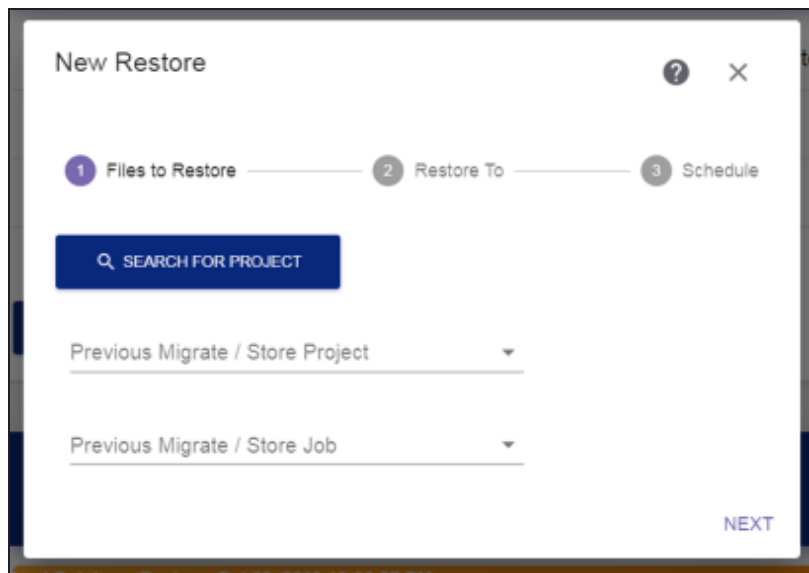 New Restore
1 Files to Restore 2 Restore To 3 Schedule
SEARCH FOR PROJECT
Previous Migrate / Store Project
Previous Migrate / Store Job
NEXT